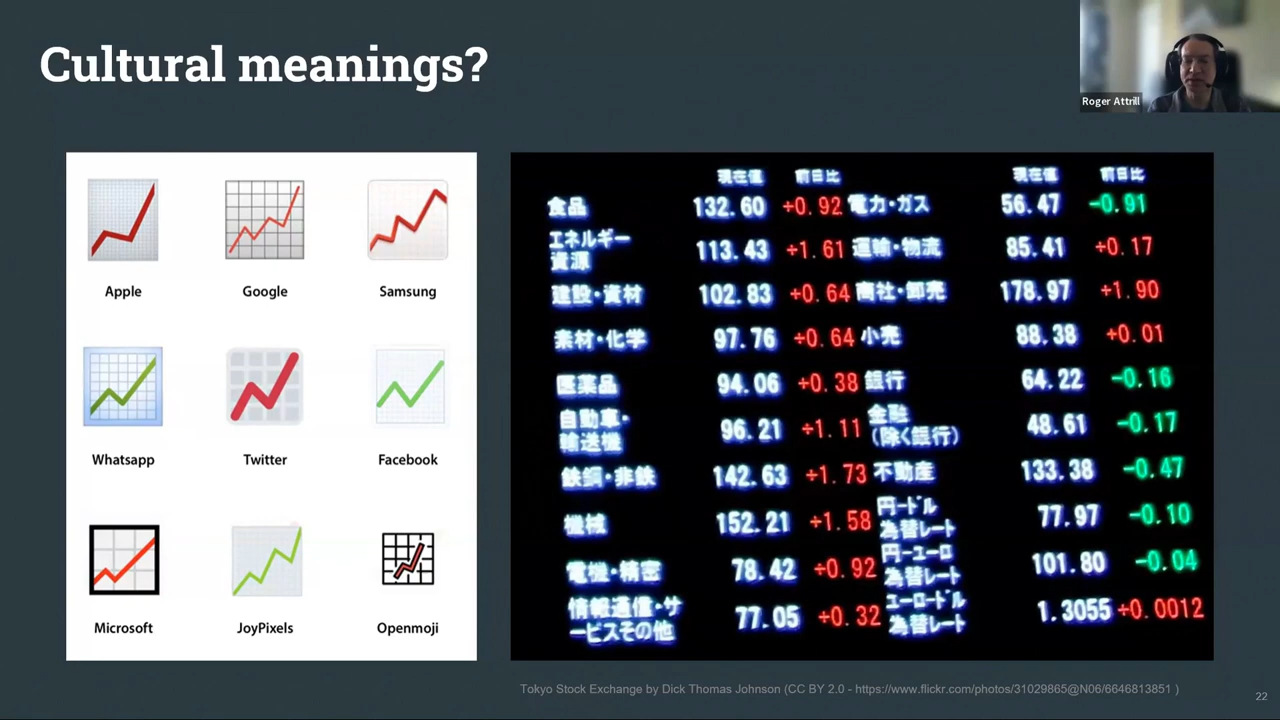 Cultural meanings?
Roger Attrill
Apple Google Samsung
Whatsapp Twitter Facebook
Microsoft JoyPixels Openmoji
現在値 前日比 現在値 前日比
食品 132.60 +0.92 電力・ガス 56.47 -0.91
エネルギー
資源 113.43 +1.61 運輸・物流 85.41 +0.17
建設・資材 102.83 +0.64 商社・卸売 178.97 +1.90
素材・化学 97.76 +0.64 小売 88.38 +0.01
医薬品 94.06 +0.38 銀行 64.22 -0.16
自動車・ 金融
輸送機 96.21 +1.11 (除く銀行) 48.61 -0.17
鉄鋼・非鉄 142.63 +1.73 不動産 133.38 -0.47
機械 152.21 +1.58 円-ドル
為替レート 77.97 -0.10
電機・精密 78.42 +0.92 円-ユーロ
為替レート 101.80 -0.04
情報通信・サ
ービスその他 77.05 +0.32 ユーロ-ドル
為替レート 1.3055 +0.0012
Tokyo Stock Exchange by Dick Thomas Johnson (CC BY 2.0 - https://www.flickr.com/photos/31029865@N06/6646813851 )
22